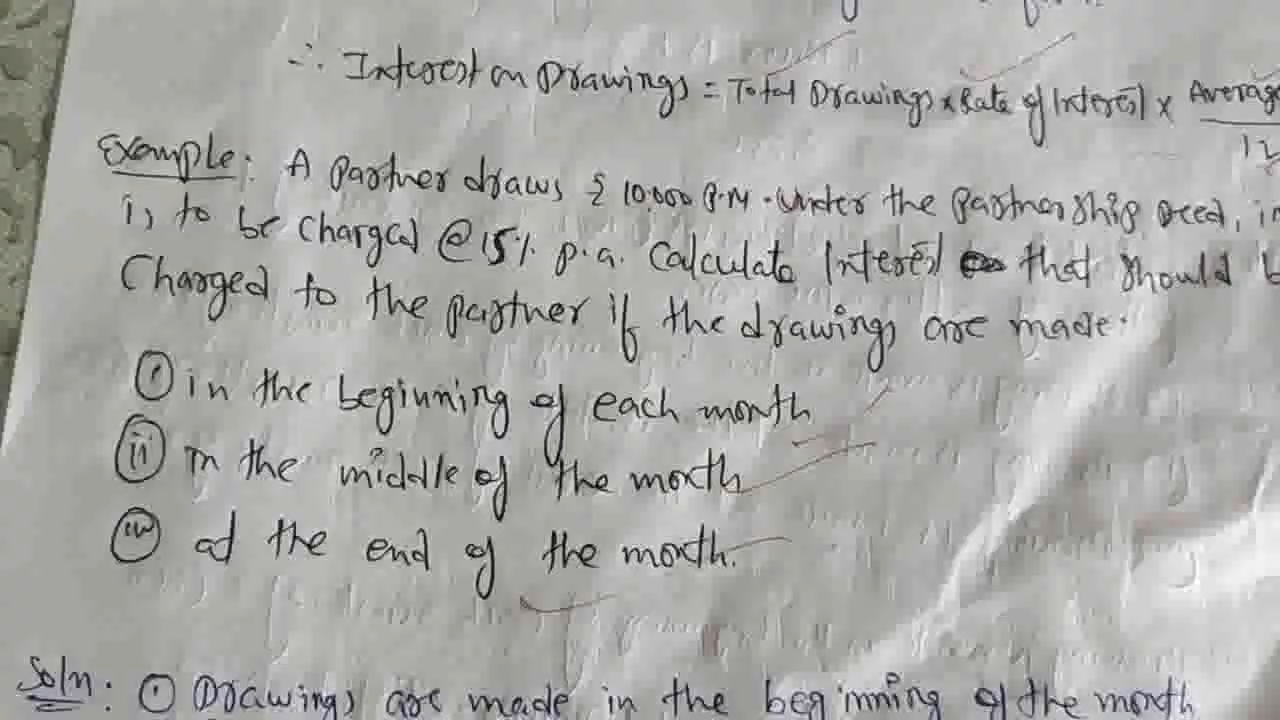 ∴ Interest on Drawings = Total Drawings × Rate of Interest × Average
12
Example: A Partner draws ₹ 10,000 P.M. Under the Partnership Deed,
is to be Charged @ 15% p.a. Calculate Interest that should
Charged to the partner if the drawings are made.
(i) in the beginning of each month
(ii) in the middle of the month
(iii) at the end of the month.
Soln: (i) Drawings are made in the beginning of the month